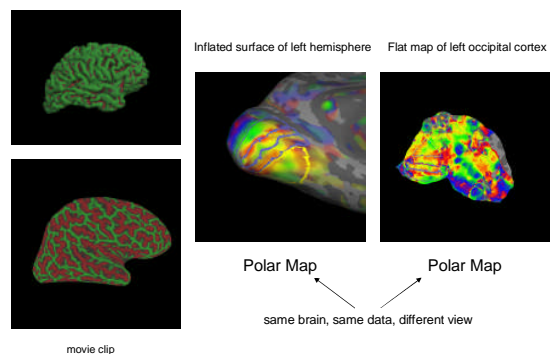 Inflated surface of left hemisphere
Flat map of left occipital cortex
Polar Map
Polar Map
same brain, same data, different view
movie clip